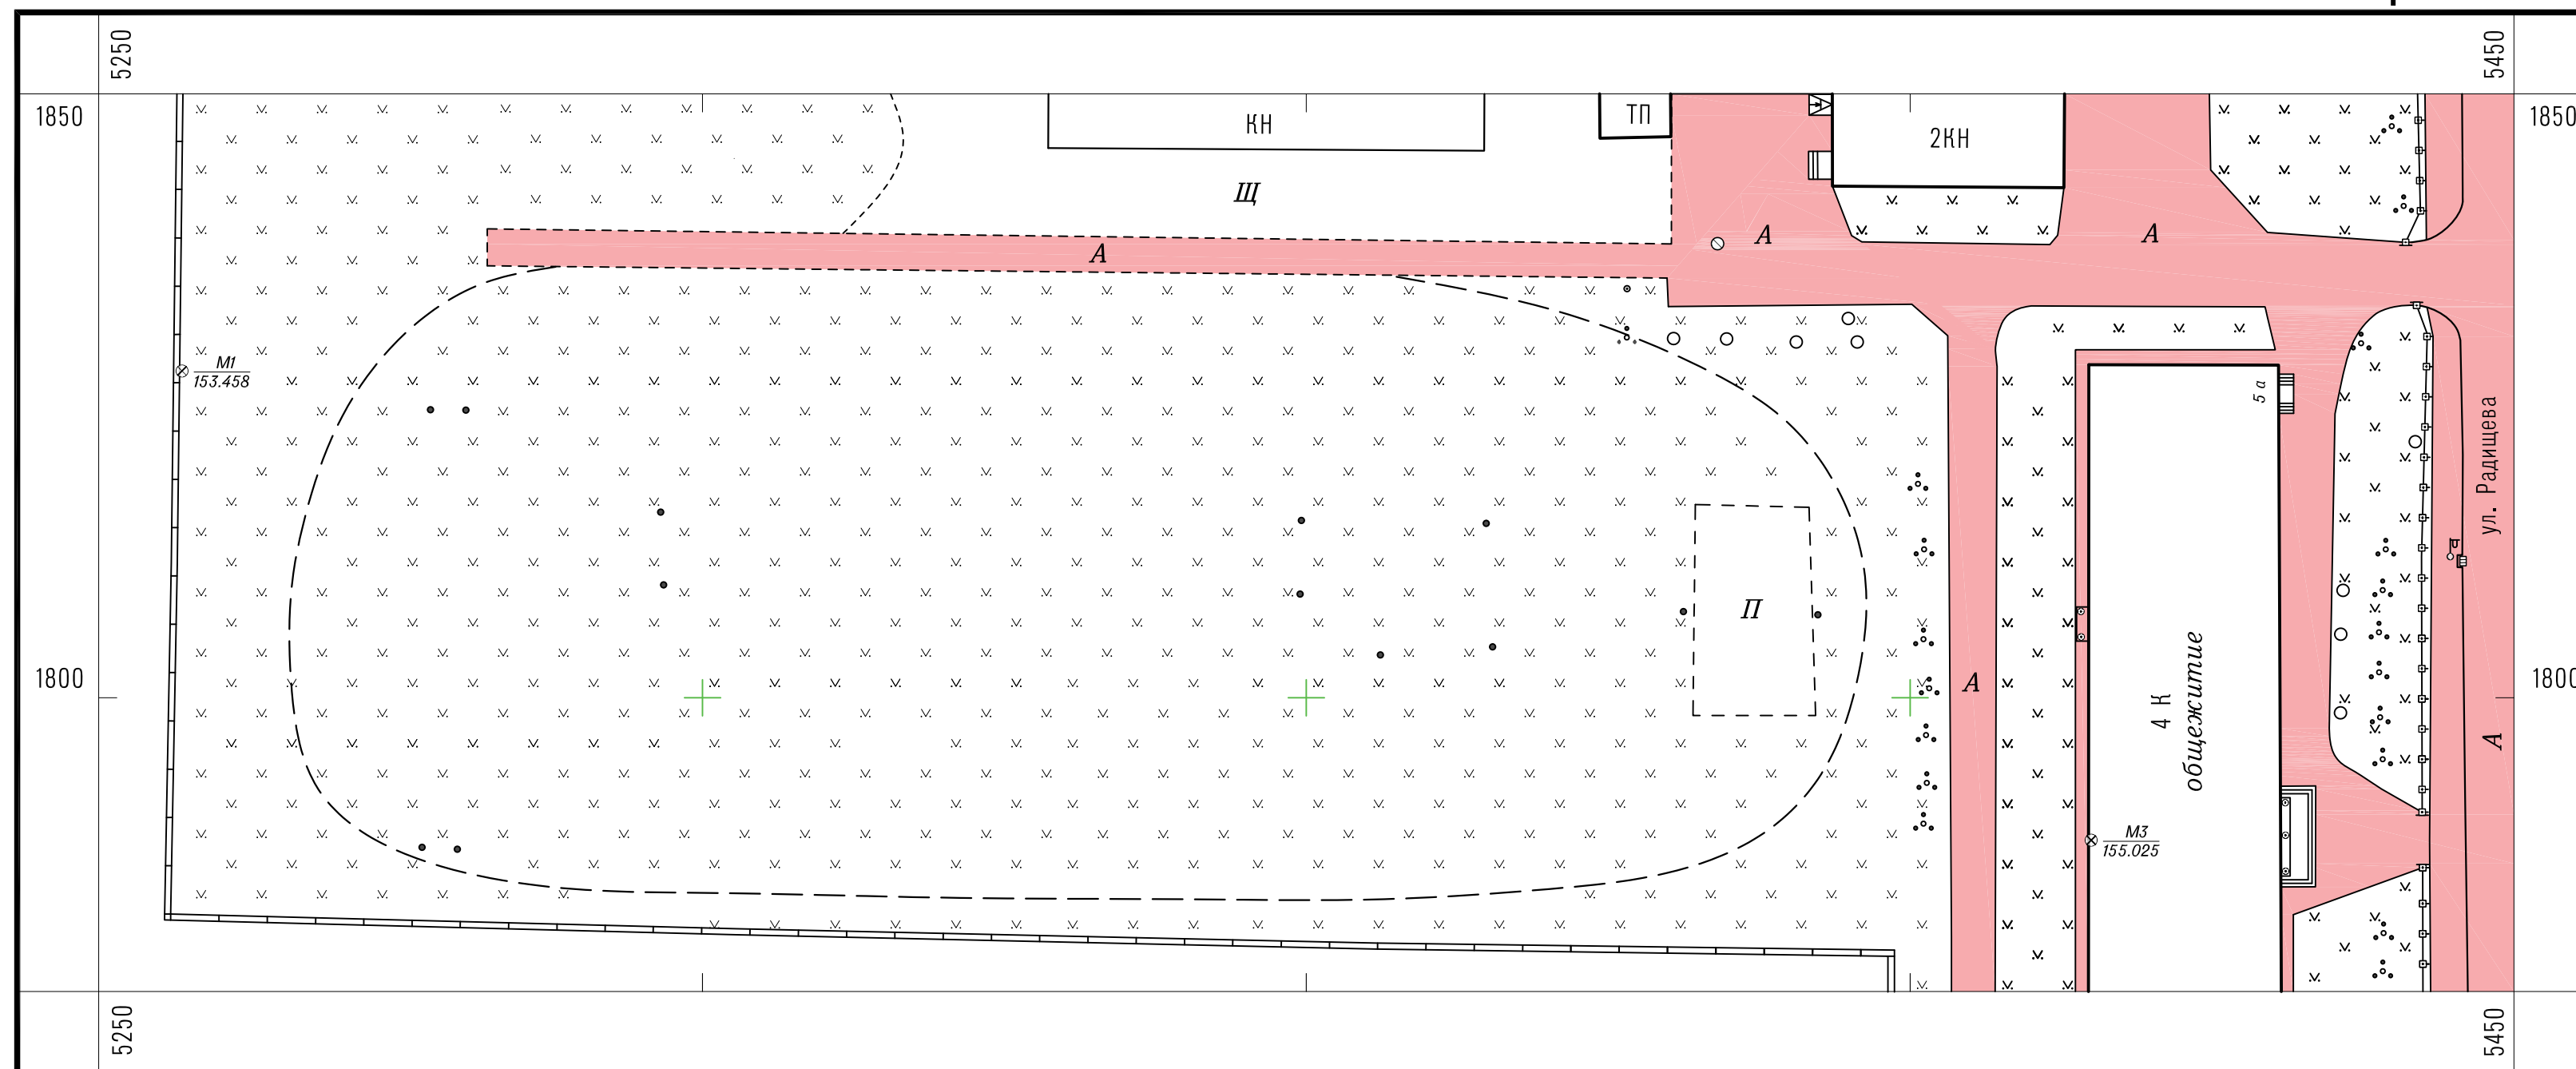 5250
5450
1850
1850
КН
ТП
2КН
Щ
А
А
А
М1
153.458
5 а
ул. Радищева
П
1800
1800
А
4 К
общежитие
А
М3
155.025
5250
5450